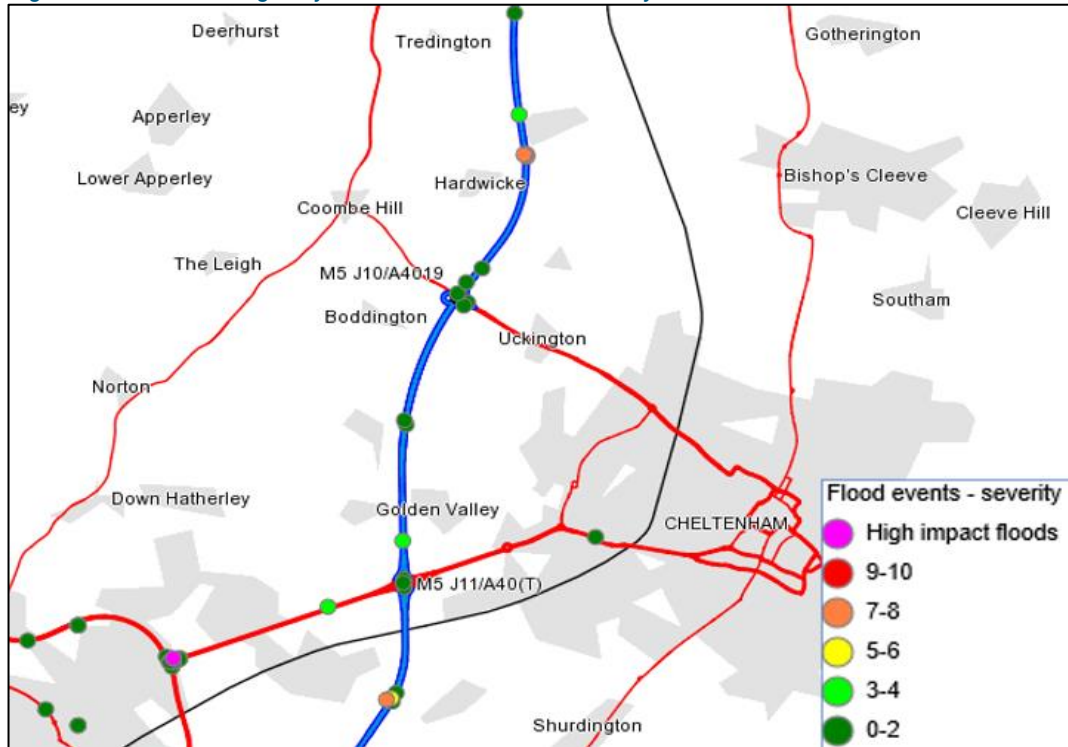 Deerhurst
Tredington
Gotherington
ey
Apperley
Lower Apperley
Hardwicke
Bishop's Cleeve
Cleeve Hill
Coombe Hill
The Leigh
M5 J10/A4019
Southam
Boddington
Uckington
Norton
Down Hatherley
Golden Valley
CHELTENHAM
M5 J11/A40(T)
Shurdington
Flood events - severity
High impact floods
9-10
7-8
5-6
3-4
0-2